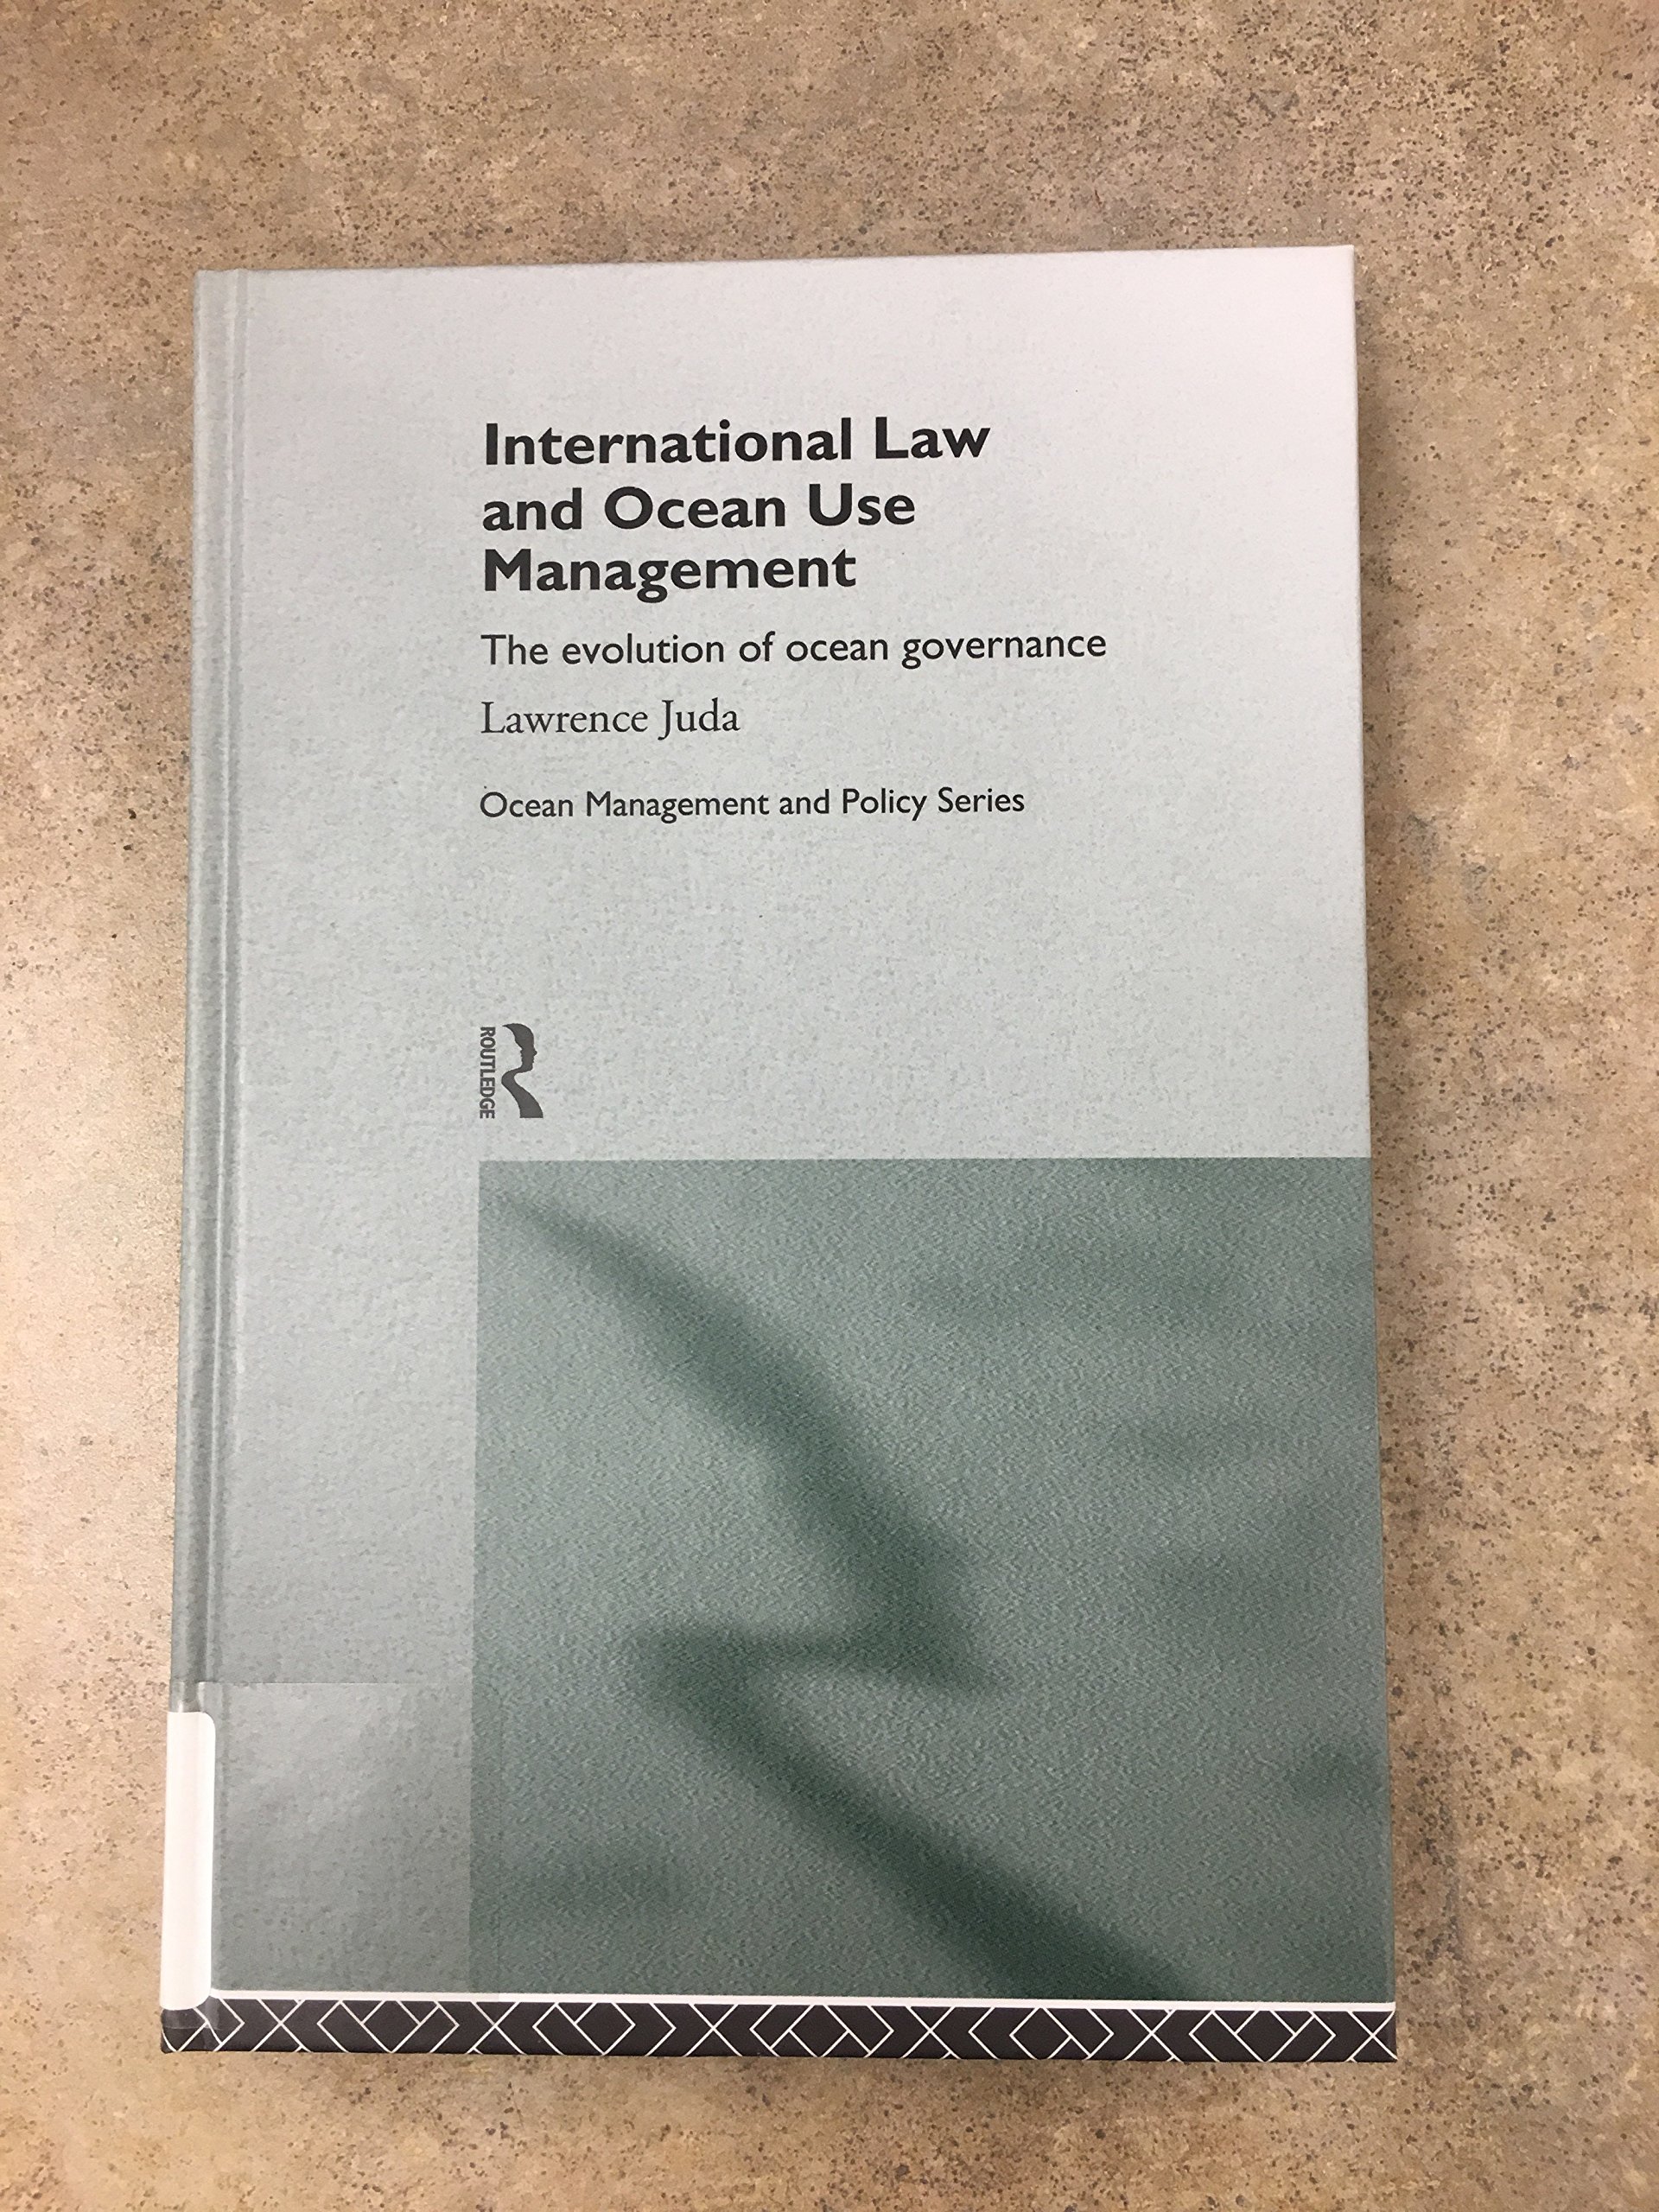 International Law
and Ocean Use
Management
The evolution of ocean governance
Lawrence Juda
Ocean Management and Policy Series
ROUTLEDGE